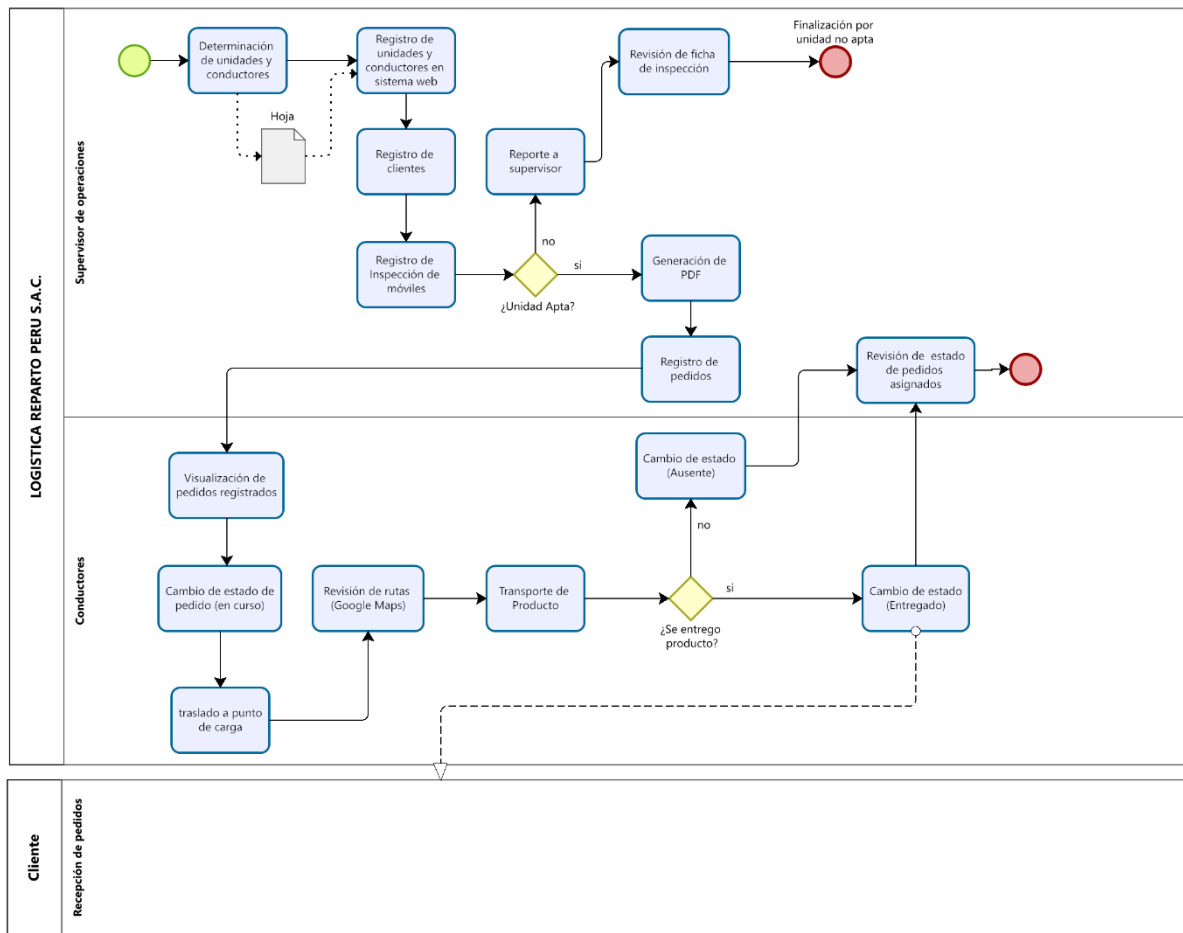 LOGISTICA REPARTO PERU S.A.C.
Supervisor de operaciones
Determinación
de unidades y
conductores
Hoja
Registro de
unidades y
conductores en
sistema web
Registro de
clientes
Registro de
Inspección de
móviles
¿Unidad Apta?
no
si
Reporte a
supervisor
Revisión de ficha
de inspección
Finalización por
unidad no apta
Generación de
PDF
Registro de
pedidos
Revisión de estado
de pedidos
asignados
Conductores
Visualización de
pedidos registrados
Cambio de estado de
pedido (en curso)
traslado a punto
de carga
Revisión de rutas
(Google Maps)
Transporte de
Producto
¿Se entrego
producto?
no
si
Cambio de estado
(Ausente)
Cambio de estado
(Entregado)
Cliente
Recepción de pedidos